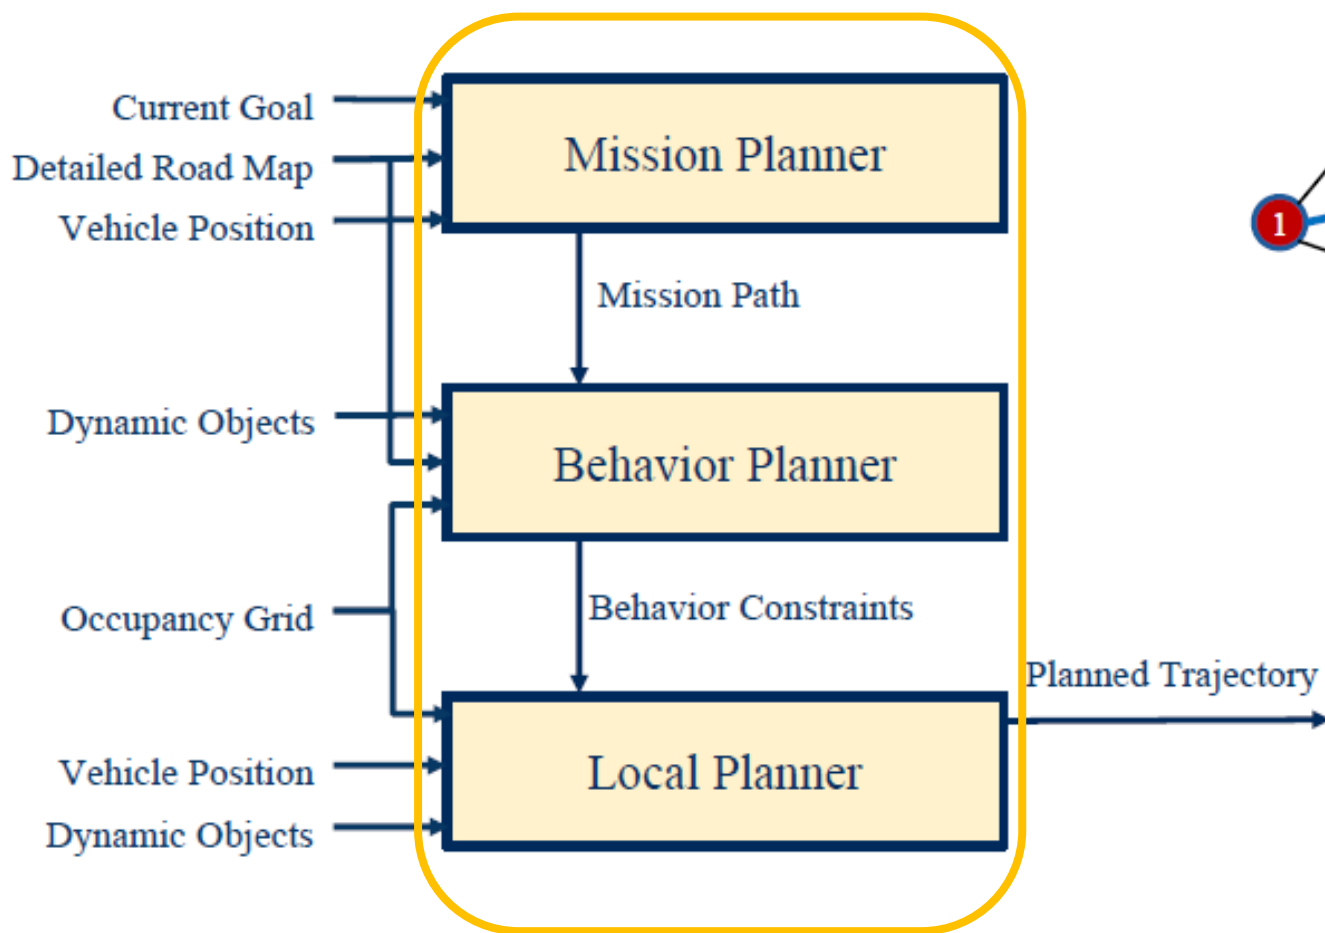 Current Goal
Detailed Road Map
Vehicle Position
Mission Planner
1
Mission Path
Dynamic Objects
Behavior Planner
Occupancy Grid
Behavior Constraints
Planned Trajectory
Vehicle Position
Dynamic Objects
Local Planner